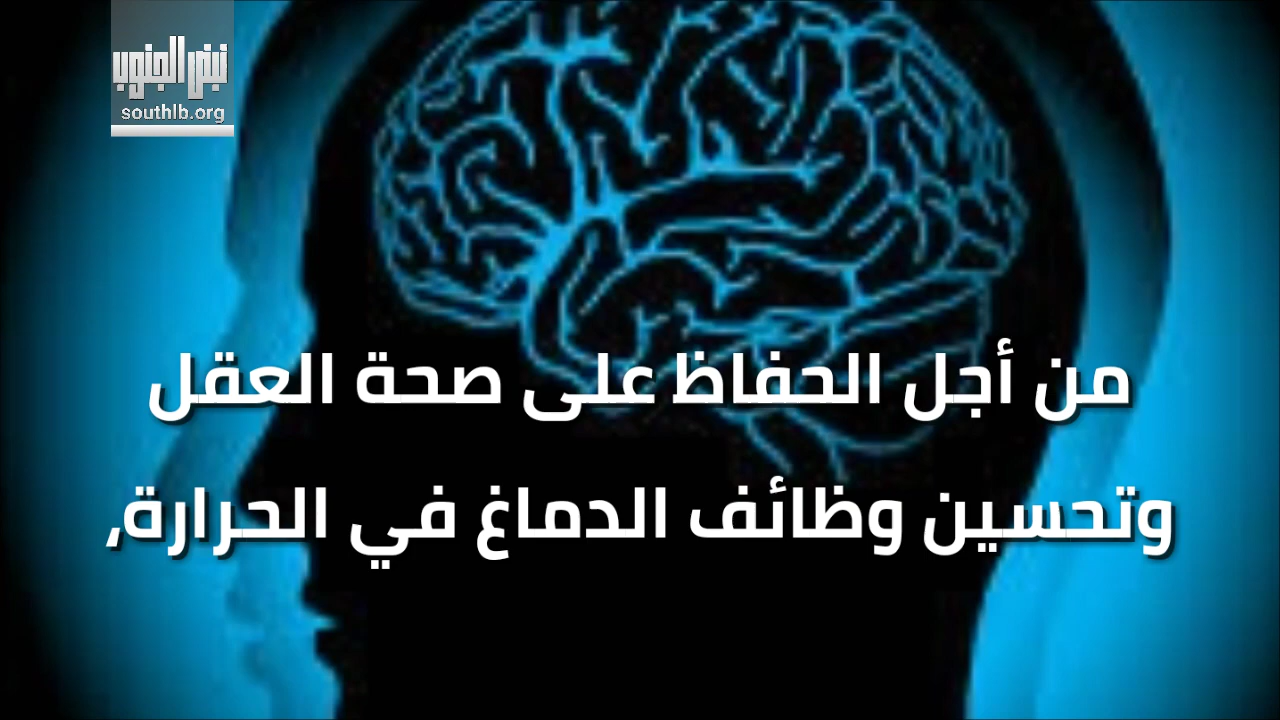 نبض الجنوب
southlb.org
من أجل الحفاظ على صحة العقل
وتحسين وظائف الدماغ في الحرارة,